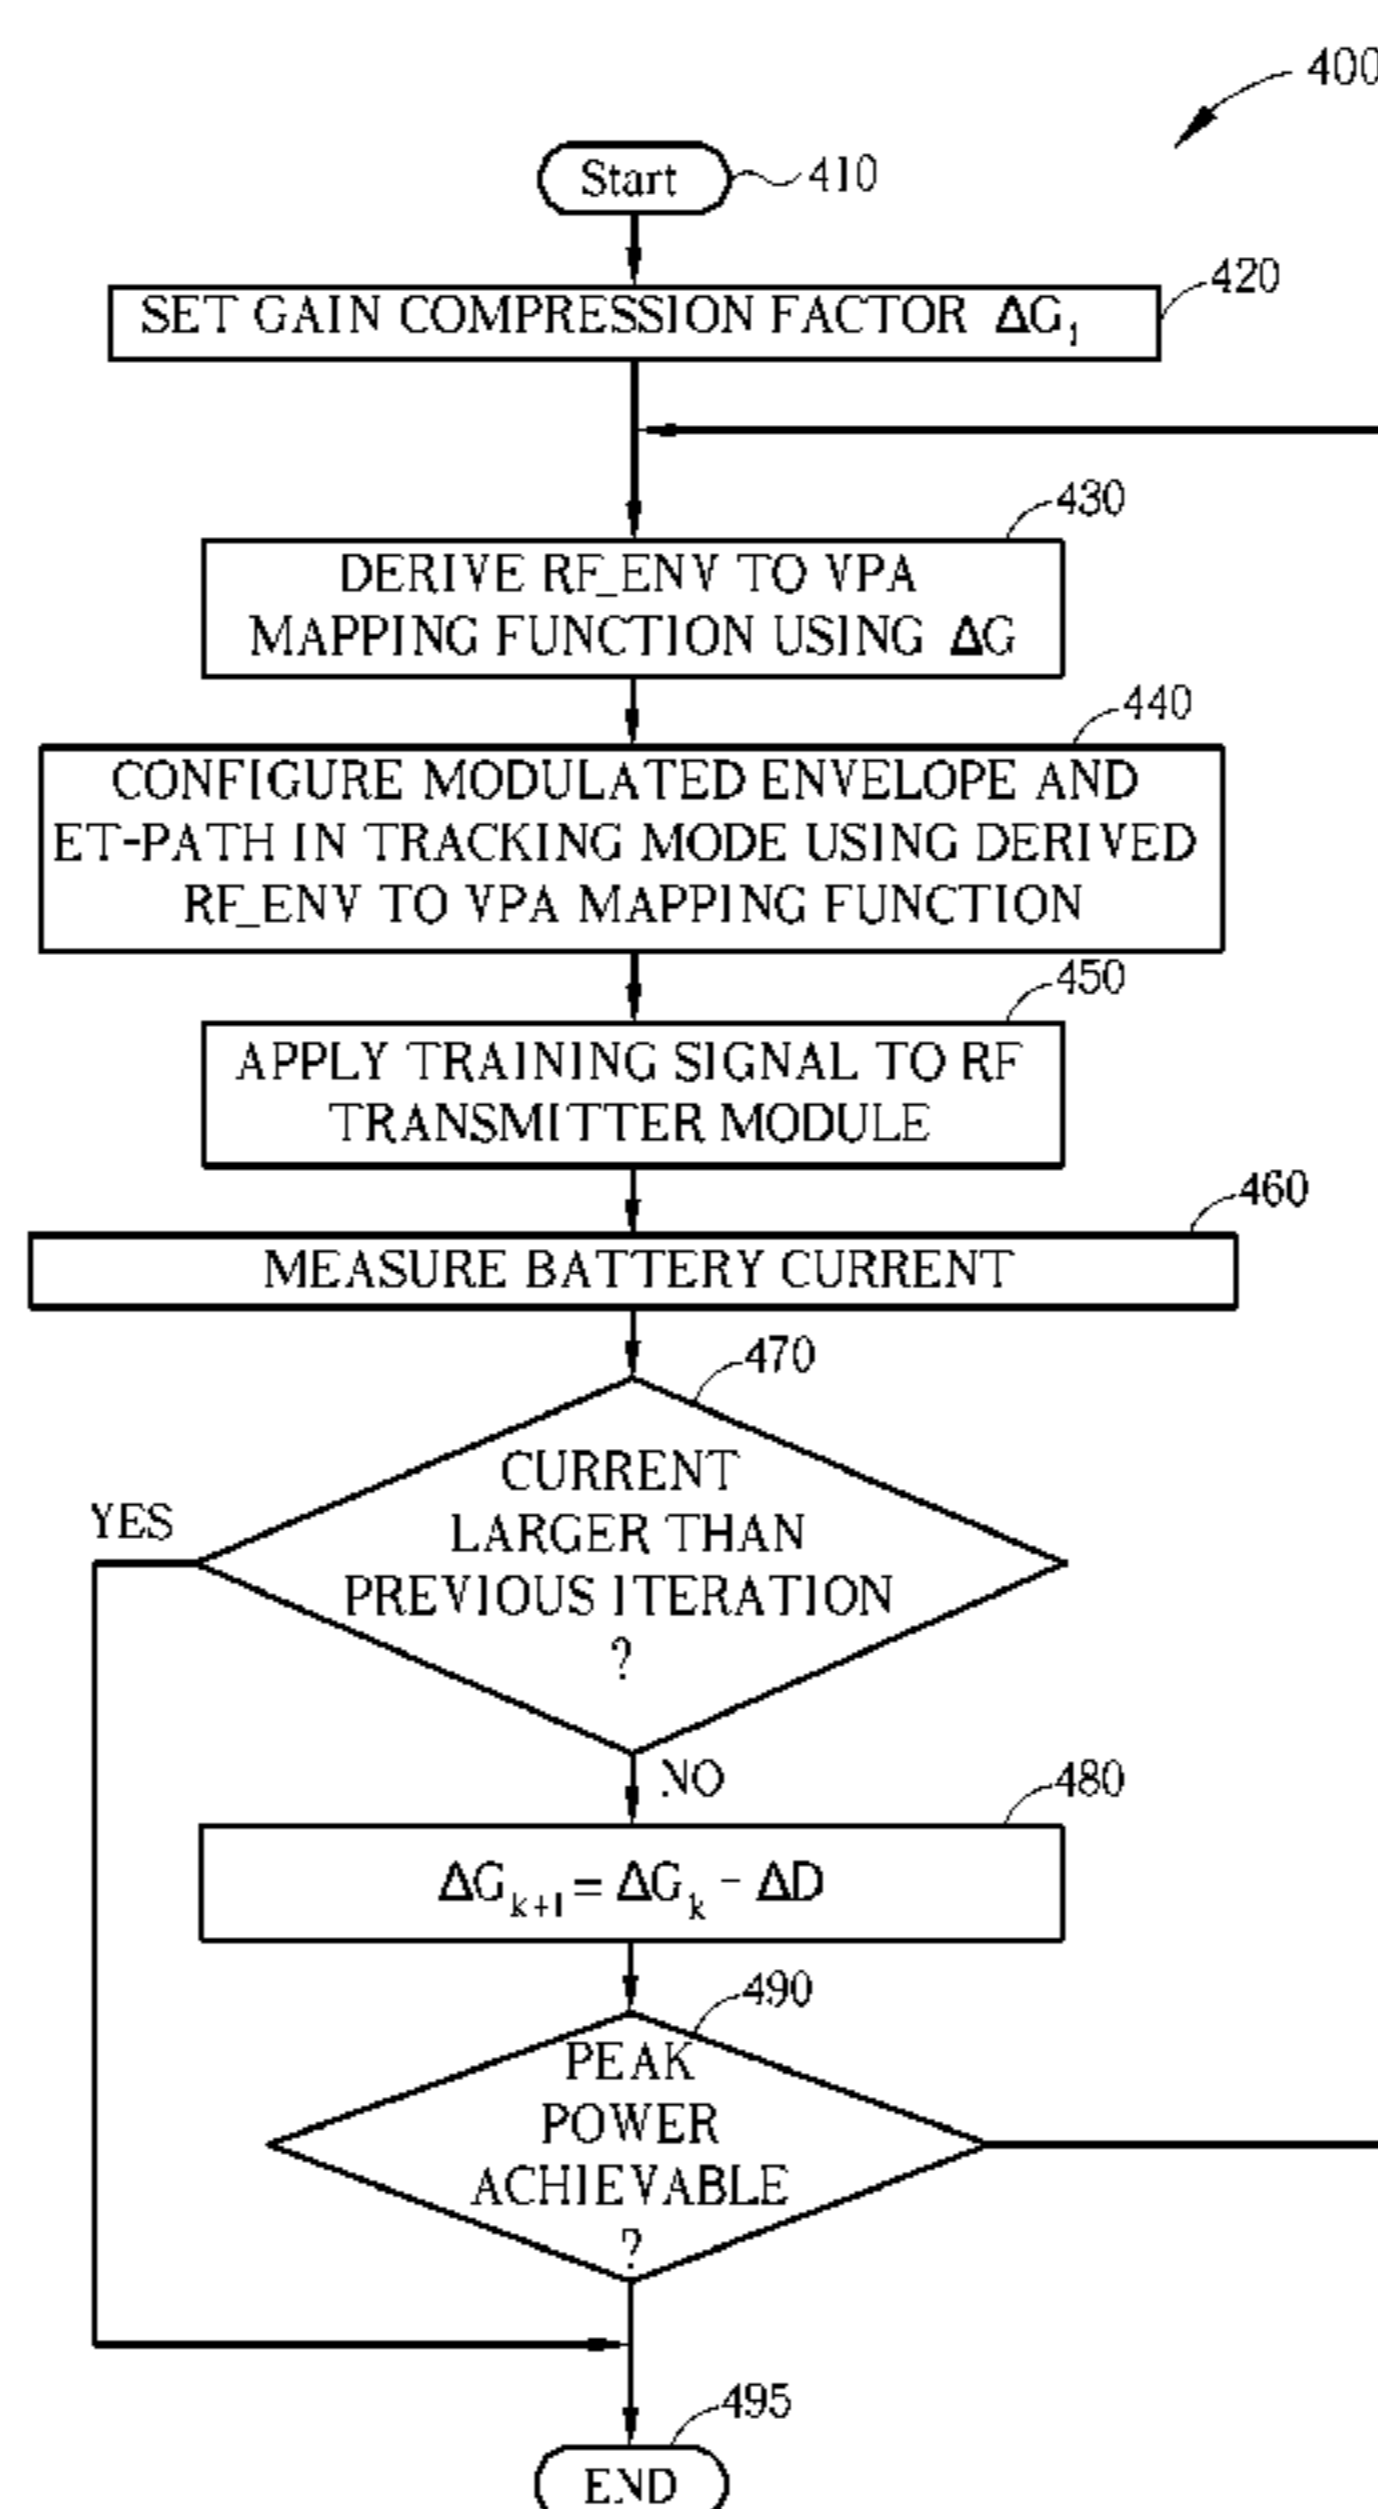 400
Start
410
420
SET GAIN COMPRESSION FACTOR ΔG₁
430
DERIVE RF_ENV TO VPA
MAPPING FUNCTION USING ΔG
440
CONFIGURE MODULATED ENVELOPE AND
ET-PATH IN TRACKING MODE USING DERIVED
RF_ENV TO VPA MAPPING FUNCTION
450
APPLY TRAINING SIGNAL TO RF
TRANSMITTER MODULE
460
MEASURE BATTERY CURRENT
470
CURRENT
LARGER THAN
PREVIOUS ITERATION
?
YES
NO
480
ΔGₖ₊₁ = ΔGₖ - ΔD
490
PEAK
POWER
ACHIEVABLE
?
495
END